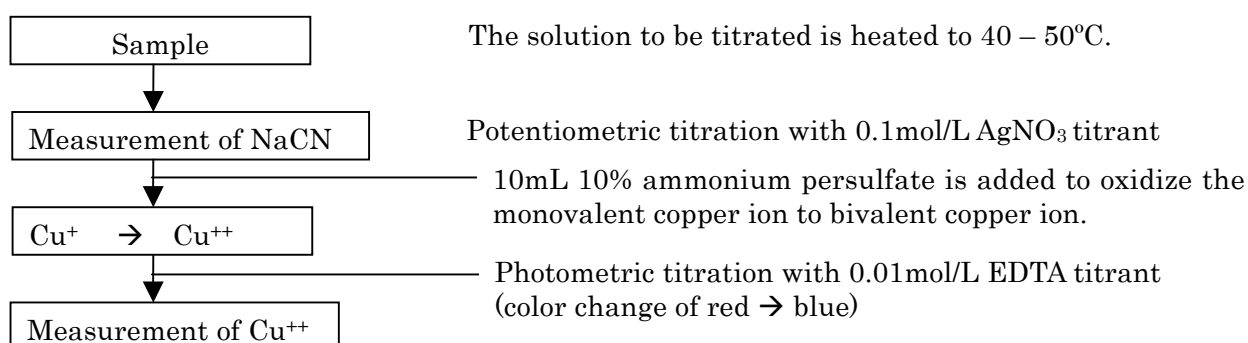 Sample
The solution to be titrated is heated to 40 – 50ºC.
Measurement of NaCN
Potentiometric titration with 0.1mol/L AgNO₃ titrant
10mL 10% ammonium persulfate is added to oxidize the
monovalent copper ion to bivalent copper ion.
Cu⁺ → Cu⁺⁺
Photometric titration with 0.01mol/L EDTA titrant
(color change of red → blue)
Measurement of Cu⁺⁺